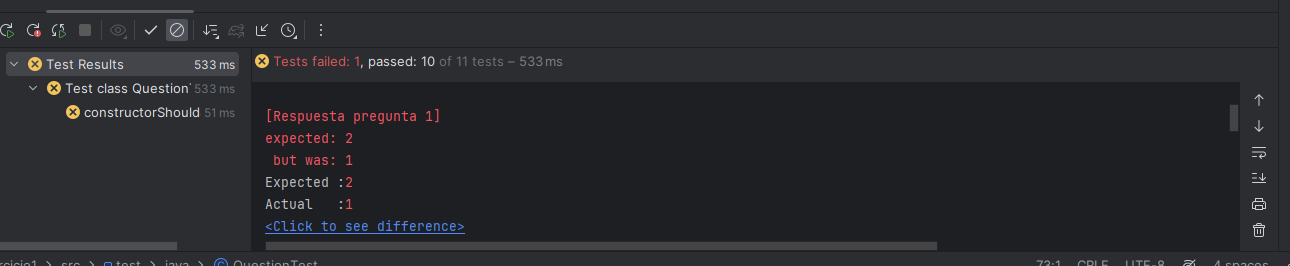 Test Results 533 ms
Test class Question 533 ms
constructorShould 51 ms
Tests failed: 1, passed: 10 of 11 tests – 533 ms
[Respuesta pregunta 1]
expected: 2
but was: 1
Expected :2
Actual :1
<Click to see difference>
src > test > java > QuestionTest
73:1 CRLF UTF-8 4 spaces